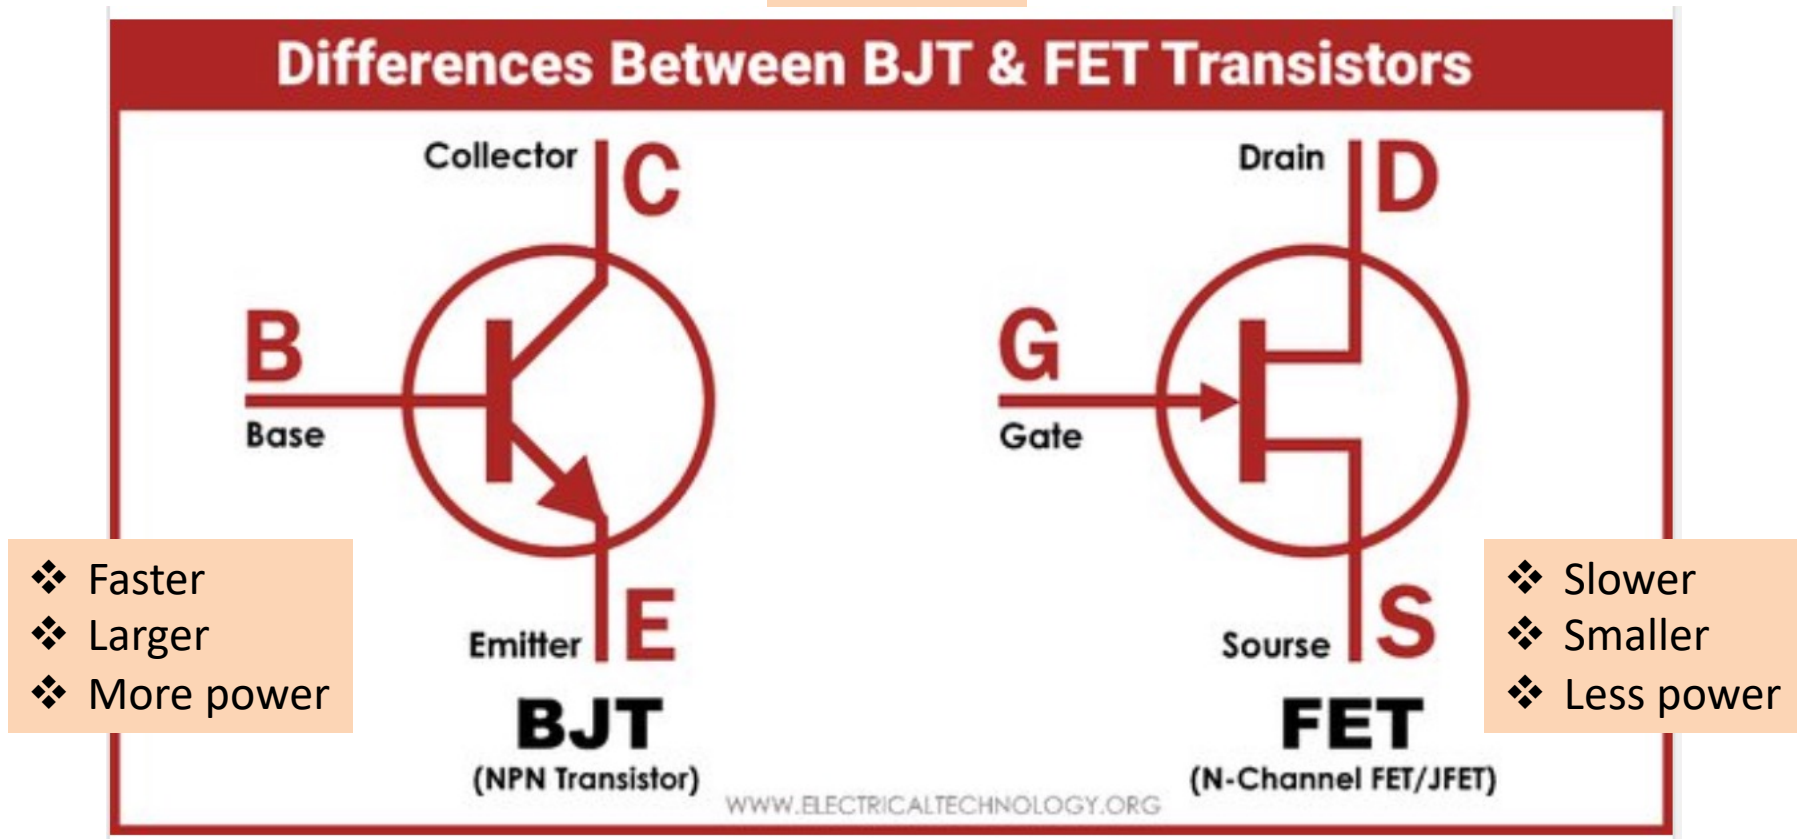 Differences Between BJT & FET Transistors
Collector
C
B
Base
Emitter
E
BJT
(NPN Transistor)
❖ Faster
❖ Larger
❖ More power
Drain
D
G
Gate
Sourse
S
FET
(N-Channel FET/JFET)
❖ Slower
❖ Smaller
❖ Less power
WWW.ELECTRICALTECHNOLOGY.ORG